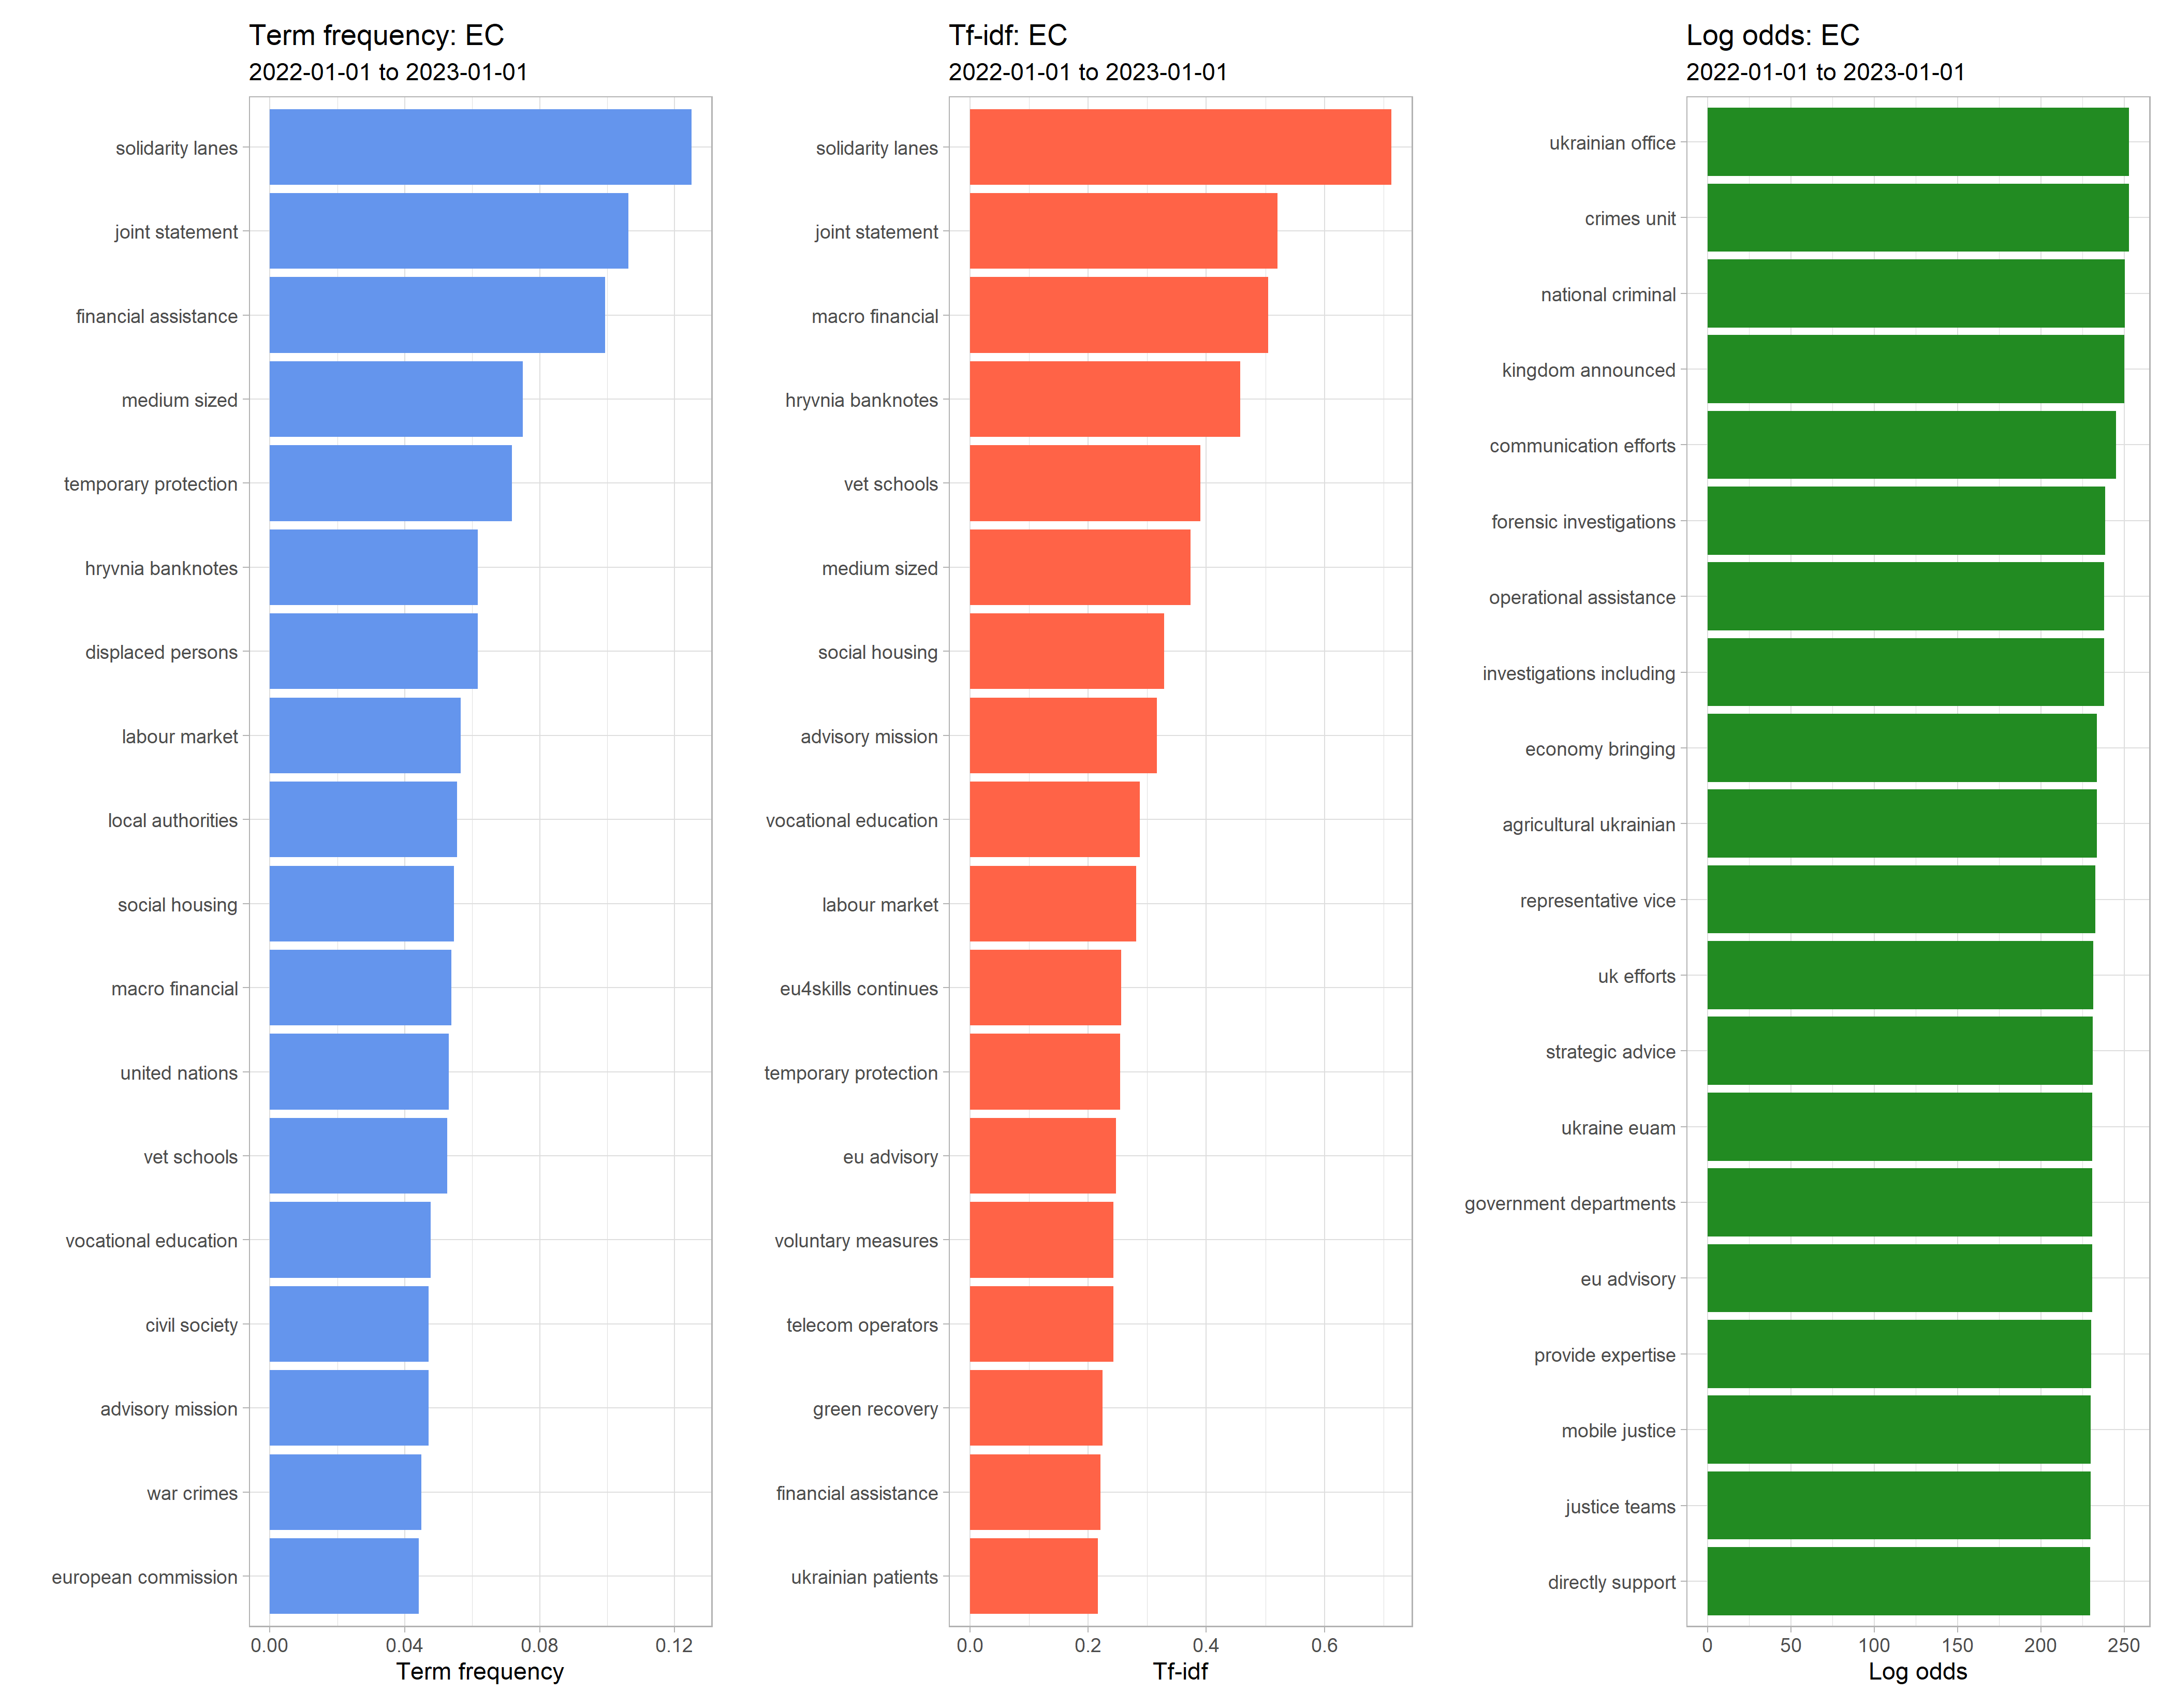 Term frequency: EC
2022-01-01 to 2023-01-01
solidarity lanes
joint statement
financial assistance
medium sized
temporary protection
hryvnia banknotes
displaced persons
labour market
local authorities
social housing
macro financial
united nations
vet schools
vocational education
civil society
advisory mission
war crimes
european commission
0.00 0.04 0.08 0.12
Term frequency
Tf-idf: EC
2022-01-01 to 2023-01-01
solidarity lanes
joint statement
macro financial
hryvnia banknotes
vet schools
medium sized
social housing
advisory mission
vocational education
labour market
eu4skills continues
temporary protection
eu advisory
voluntary measures
telecom operators
green recovery
financial assistance
ukrainian patients
0.0 0.2 0.4 0.6
Tf-idf
Log odds: EC
2022-01-01 to 2023-01-01
ukrainian office
crimes unit
national criminal
kingdom announced
communication efforts
forensic investigations
operational assistance
investigations including
economy bringing
agricultural ukrainian
representative vice
uk efforts
strategic advice
ukraine euam
government departments
eu advisory
provide expertise
mobile justice
justice teams
directly support
0 50 100 150 200 250
Log odds